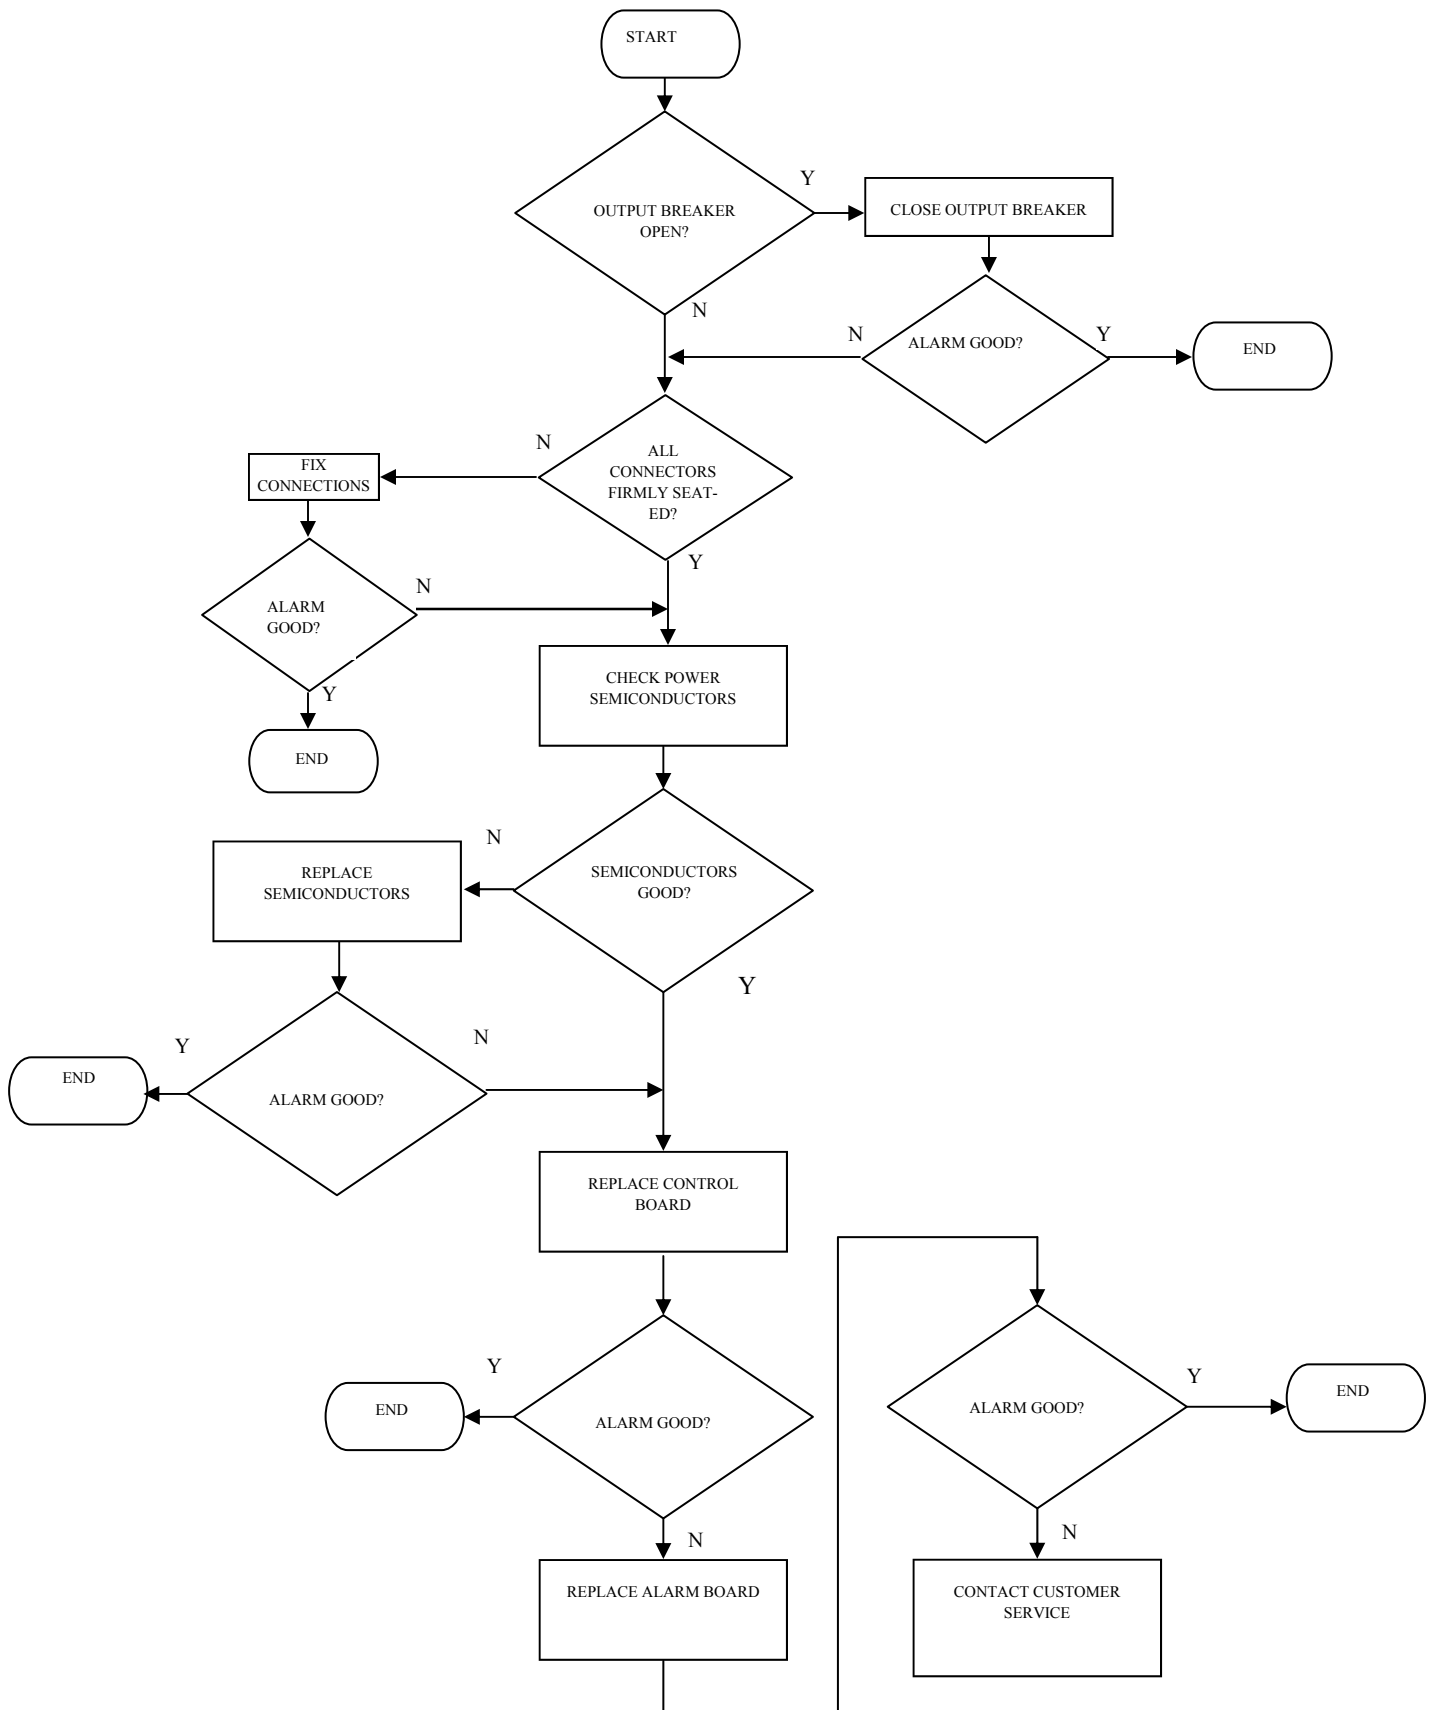 START
Y
OUTPUT BREAKER
OPEN?
CLOSE OUTPUT BREAKER
N
N
ALARM GOOD?
Y
END
N
ALL
CONNECTORS
FIRMLY SEAT-
ED?
FIX
CONNECTIONS
Y
N
ALARM
GOOD?
Y
END
CHECK POWER
SEMICONDUCTORS
N
SEMICONDUCTORS
GOOD?
REPLACE
SEMICONDUCTORS
Y
Y
N
END
ALARM GOOD?
REPLACE CONTROL
BOARD
Y
END
ALARM GOOD?
N
REPLACE ALARM BOARD
ALARM GOOD?
Y
END
N
CONTACT CUSTOMER
SERVICE